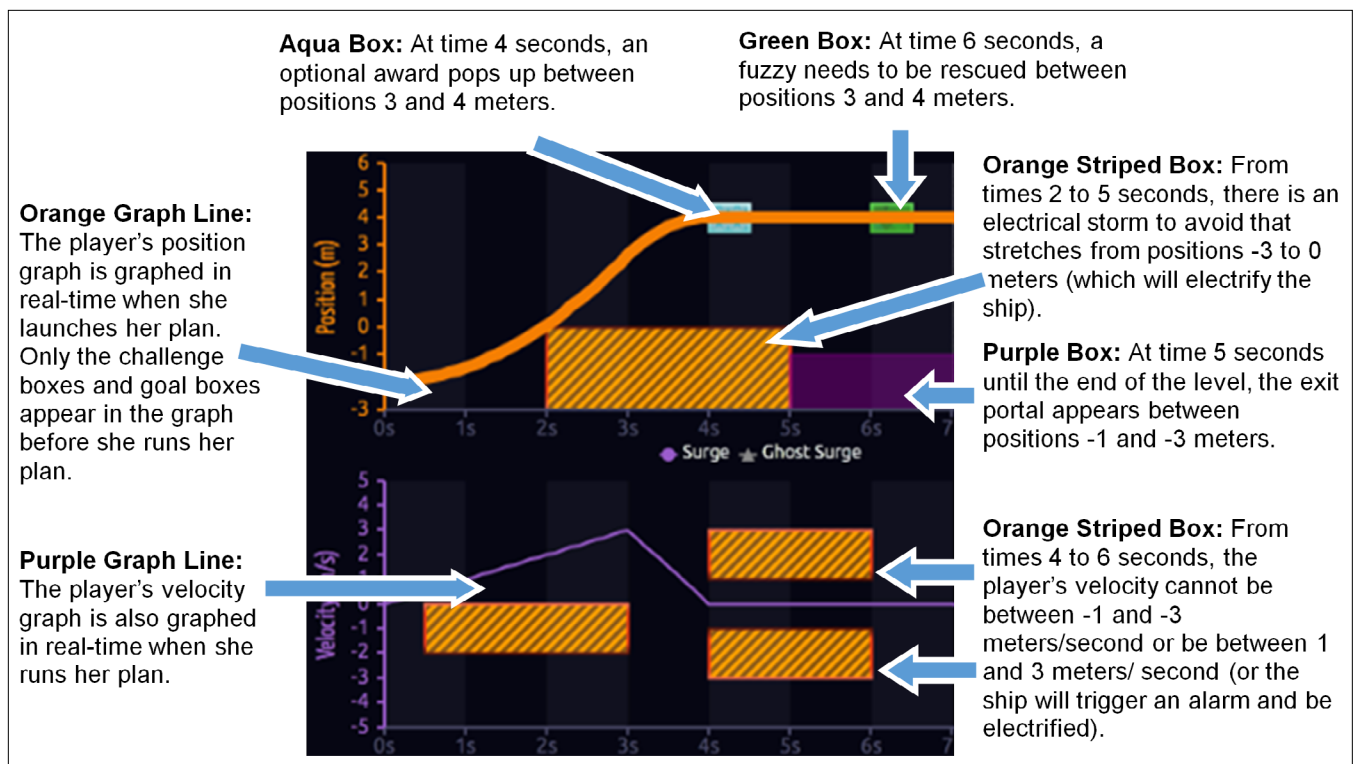 Aqua Box: At time 4 seconds, an
optional award pops up between
positions 3 and 4 meters.
Green Box: At time 6 seconds, a
fuzzy needs to be rescued between
positions 3 and 4 meters.
Orange Graph Line:
The player's position
graph is graphed in
real-time when she
launches her plan.
Only the challenge
boxes and goal boxes
appear in the graph
before she runs her
plan.
Purple Graph Line:
The player's velocity
graph is also graphed
in real-time when she
runs her plan.
Position (m)
6
5
4
3
2
1
0
-1
-3
0s
1s
2s
3s
4s
5s
6s
7
Surge
Ghost Surge
5
4
3
2
0
-1
-2
-3
-4
-5
0s
1s
2s
3s
4s
5s
6s
7
Orange Striped Box: From
times 2 to 5 seconds, there is an
electrical storm to avoid that
stretches from positions -3 to 0
meters (which will electrify the
ship).
Purple Box: At time 5 seconds
until the end of the level, the exit
portal appears between
positions -1 and -3 meters.
Orange Striped Box: From
times 4 to 6 seconds, the
player's velocity cannot be
between -1 and -3
meters/second or be between 1
and 3 meters/ second (or the
ship will trigger an alarm and be
electrified).